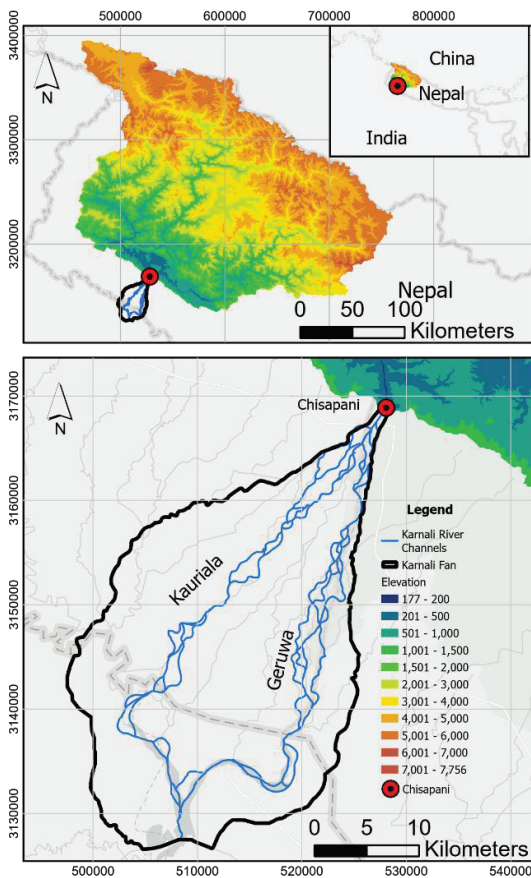 500000 600000 700000 800000
3400000
3300000
3200000
N
China
Nepal
India
Nepal
0 50 100
Kilometers
3170000
3160000
3150000
3140000
3130000
N
Chisapani
Kauriala
Geruwa
Legend
Karnali River
Channels
Karnali Fan
Elevation
177 - 200
201 - 500
501 - 1,000
1,001 - 1,500
1,501 - 2,000
2,001 - 3,000
3,001 - 4,000
4,001 - 5,000
5,001 - 6,000
6,001 - 7,000
7,001 - 7,756
Chisapani
0 5 10
Kilometers
500000 510000 520000 530000 540000